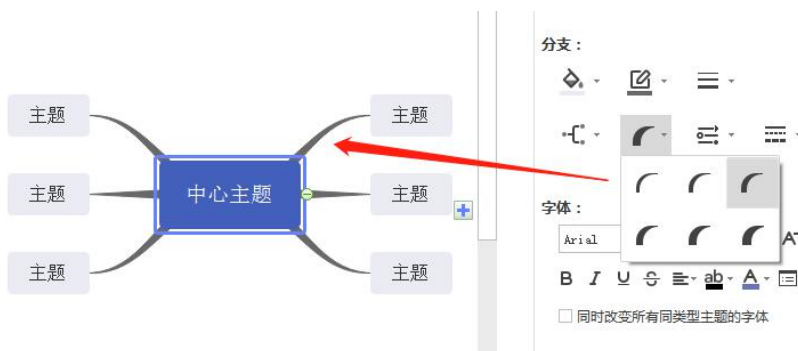 分支：
主题
主题
中心主题
主题
主题
字体：
Arial
A
主题
主题
B I U S ab A
同时改变所有同类型主题的字体